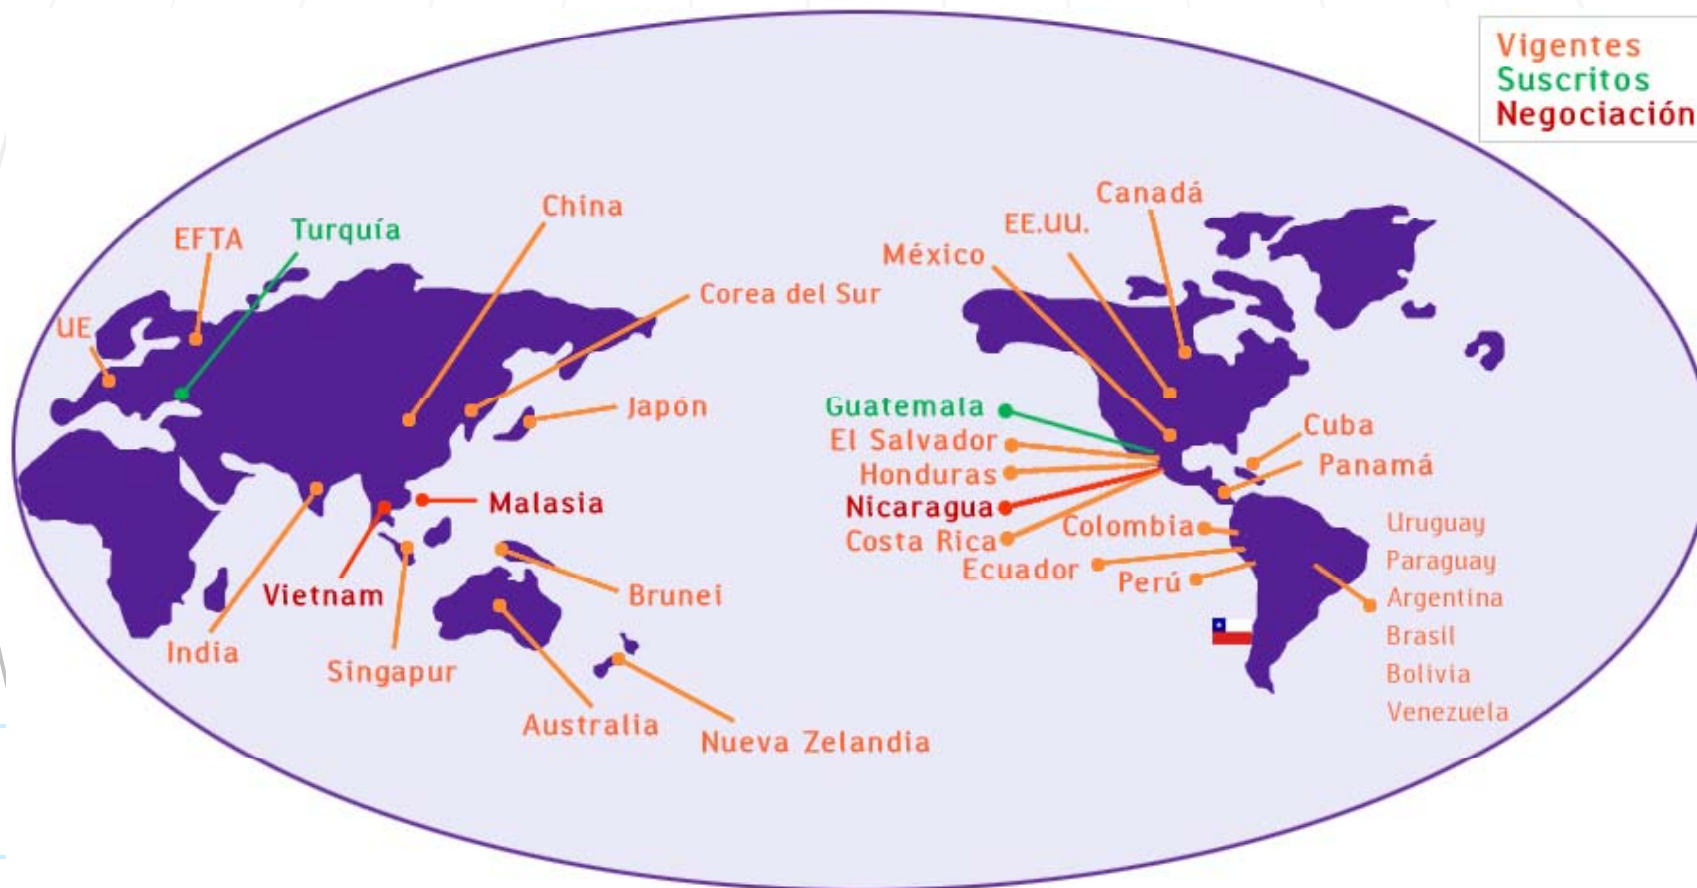 Vigentes
Suscritos
Negociación
China
Canadá
EE.UU.
Turquía
EFTA
México
Corea del Sur
UE
Japón
Guatemala
El Salvador
Cuba
Honduras
Panamá
Malasia
Nicaragua
Costa Rica
Colombia
Uruguay
Ecuador
Perú
Paraguay
Vietnam
Brunei
Argentina
India
Brasil
Singapur
Bolivia
Australia
Venezuela
Nueva Zelandia